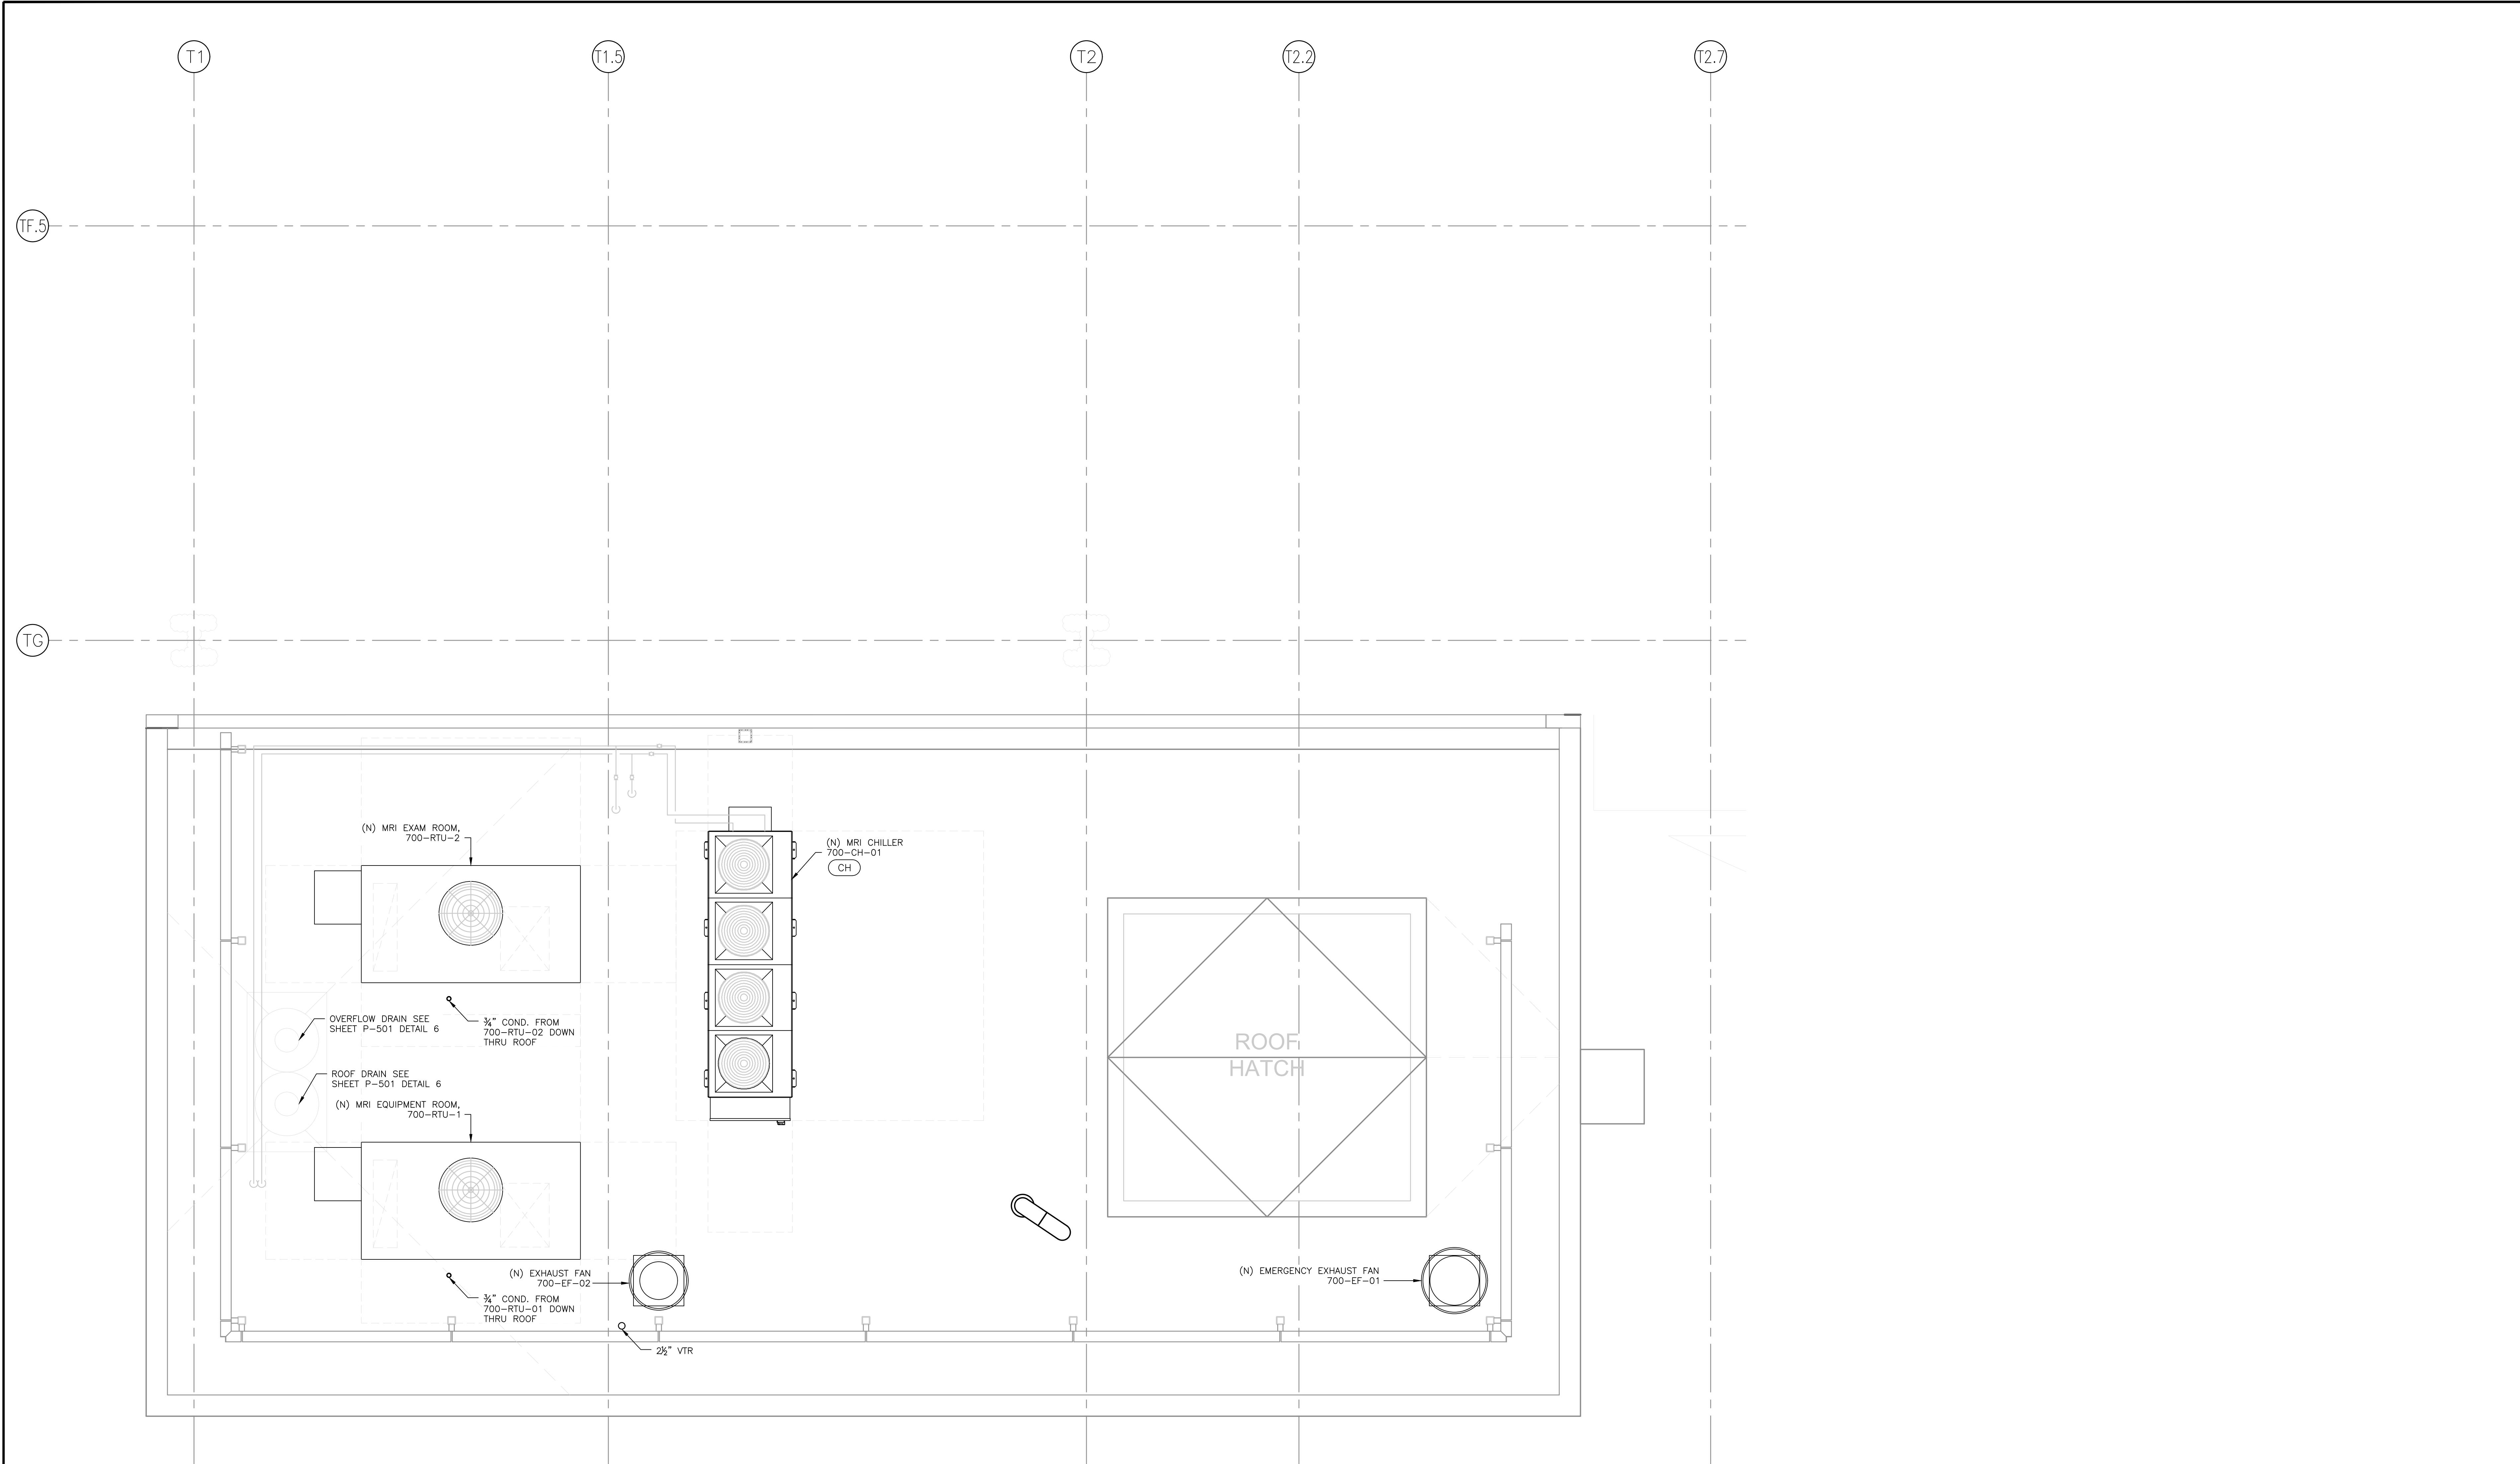 T1
T1.5
T2
T2.2
T2.7
TF.5
TG
(N) MRI EXAM ROOM,
700-RTU-2
(N) MRI CHILLER
700-CH-01
CH
OVERFLOW DRAIN SEE
SHEET P-501 DETAIL 6
¾" COND. FROM
700-RTU-02 DOWN
THRU ROOF
ROOF
HATCH
ROOF DRAIN SEE
SHEET P-501 DETAIL 6
(N) MRI EQUIPMENT ROOM,
700-RTU-1
(N) EXHAUST FAN
700-EF-02
(N) EMERGENCY EXHAUST FAN
700-EF-01
¾" COND. FROM
700-RTU-01 DOWN
THRU ROOF
2½" VTR